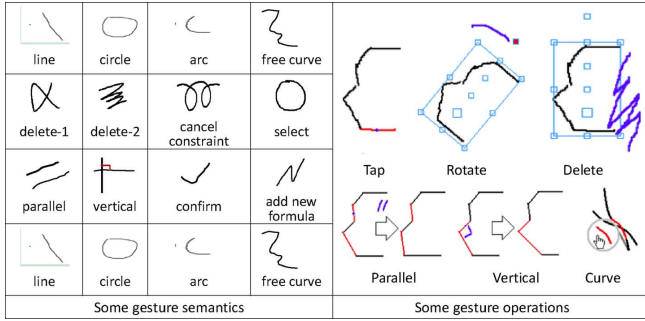 line circle arc free curve
delete-1 delete-2 cancel constraint select
parallel vertical confirm add new formula
line circle arc free curve
Some gesture semantics
Tap Rotate Delete
Parallel Vertical Curve
Some gesture operations